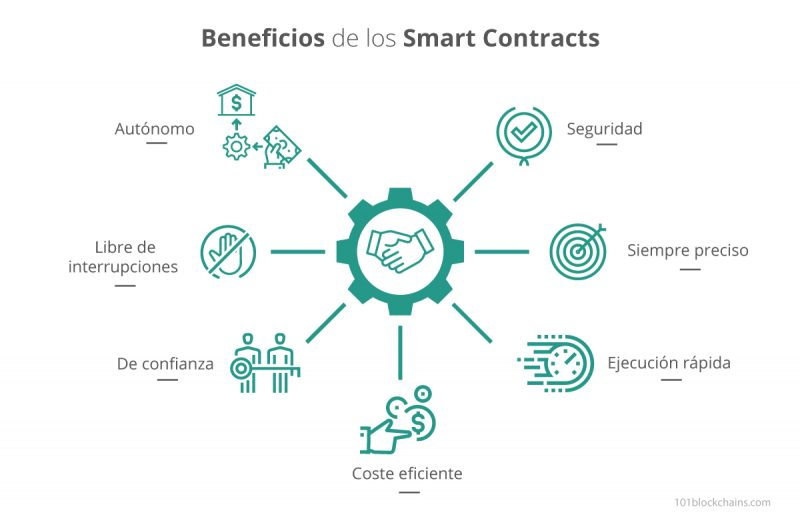 Beneficios de los Smart Contracts
Autónomo
Seguridad
Libre de
interrupciones
Siempre preciso
De confianza
Ejecución rápida
Coste eficiente
101blockchains.com